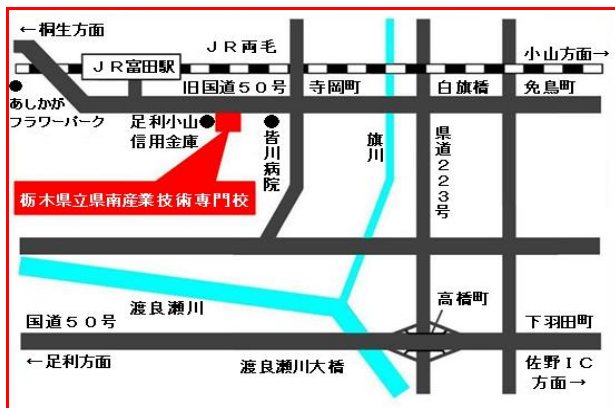 ←桐生方面
JR両毛
小山方面→
JR富田駅
旧国道50号
寺岡町
白旗橋
免鳥町
あしかが
フラワーパーク
足利小山
信用金庫
皆川病院
旗川
県道223号
栃木県立県南産業技術専門校
渡良瀬川
高橋町
国道50号
下羽田町
←足利方面
渡良瀬川大橋
佐野IC
方面→